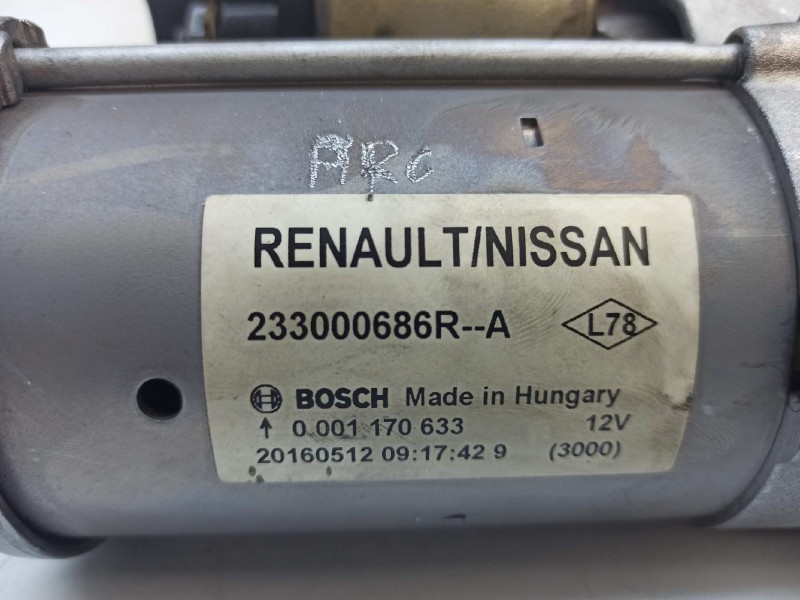 ARC
RENAULT/NISSAN
233000686R--A L78
BOSCH Made in Hungary
↑ 0 001 170 633 12V
20160512 09:17:42 9 (3000)